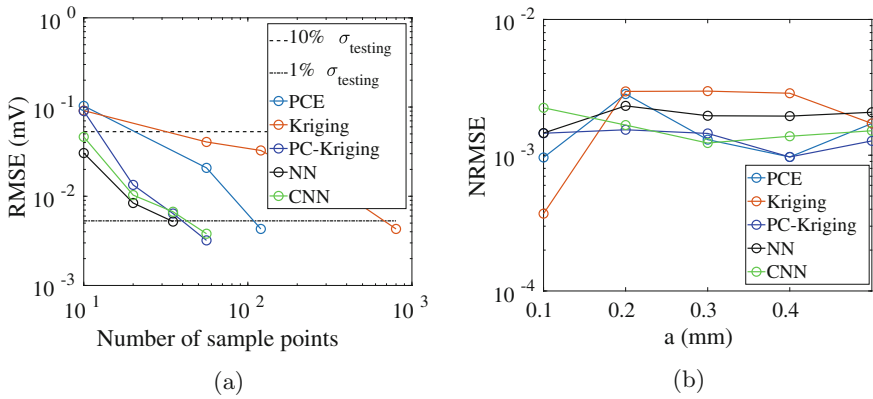 10^0
10^-1
10^-2
10^-3
RMSE (mV)
10^1
10^2
10^3
Number of sample points
10% σ_testing
1% σ_testing
PCE
Kriging
PC-Kriging
NN
CNN
(a)
10^-2
10^-3
10^-4
NRMSE
0.1
0.2
0.3
0.4
a (mm)
PCE
Kriging
PC-Kriging
NN
CNN
(b)